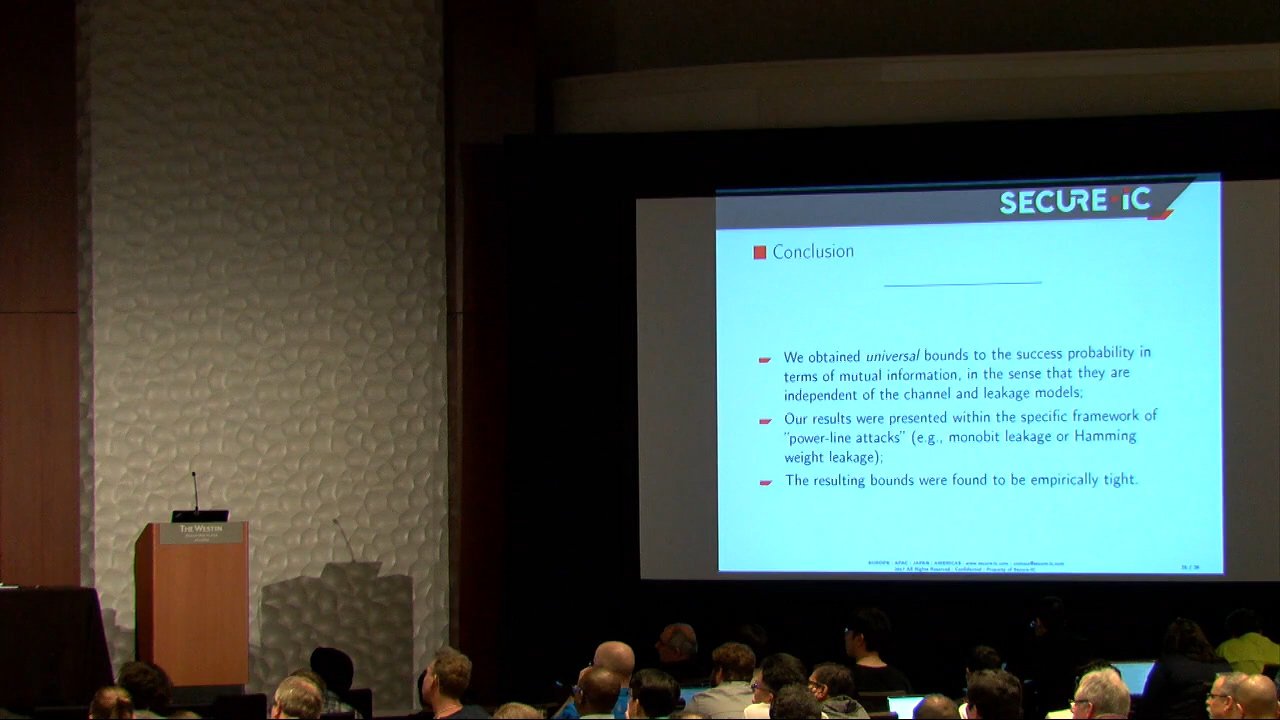 SECURE-IC
Conclusion
We obtained universal bounds to the success probability in
terms of mutual information, in the sense that they are
independent of the channel and leakage models;
Our results were presented within the specific framework of
"power-line attacks" (e.g., monobit leakage or Hamming
weight leakage);
The resulting bounds were found to be empirically tight.
THE WESTIN